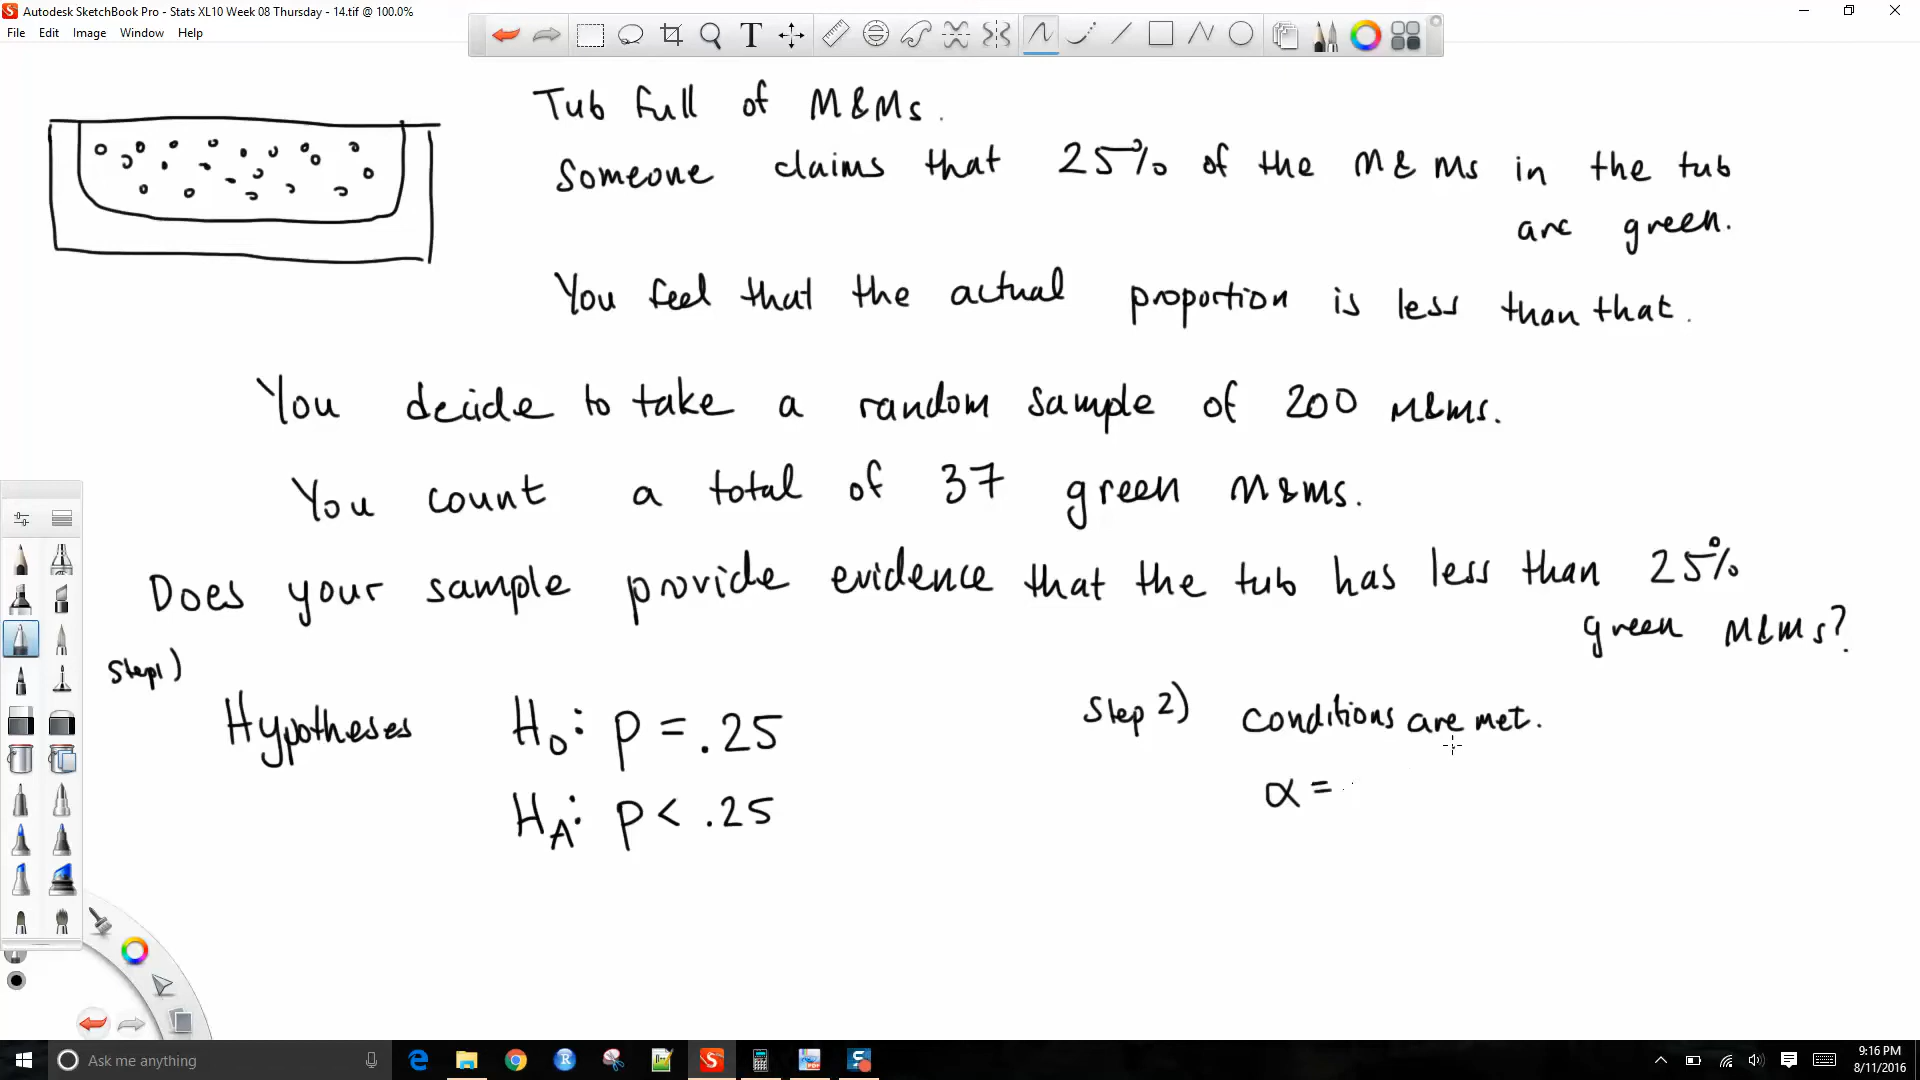 Autodesk SketchBook Pro - Stats XL10 Week 08 Thursday - 14.tif @ 100.0%
File Edit Image Window Help
Tub full of M&Ms.
Someone claims that 25% of the M&Ms in the tub
are green.
You feel that the actual proportion is less than that.
You decide to take a random sample of 200 M&Ms.
You count a total of 37 green M&Ms.
Does your sample provide evidence that the tub has less than 25%
green M&Ms?
Step 1)
Hypotheses H₀: p = .25
Hᴀ: p < .25
Step 2) Conditions are met.
α =
Ask me anything
9:16 PM
8/11/2016